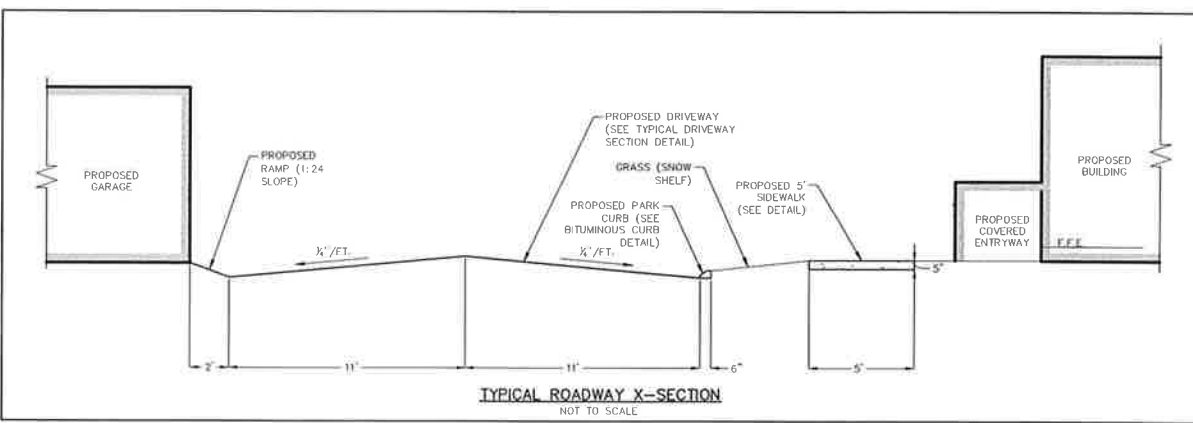 PROPOSED
GARAGE
PROPOSED
RAMP (1:24
SLOPE)
PROPOSED DRIVEWAY
(SEE TYPICAL DRIVEWAY
SECTION DETAIL)
GRASS (SNOW
SHELF)
PROPOSED PARK
CURB (SEE
BITUMINOUS CURB
DETAIL)
PROPOSED 5'
SIDEWALK
(SEE DETAIL)
PROPOSED
COVERED
ENTRYWAY
PROPOSED
BUILDING
F.F.E
¼"/FT.
¼"/FT.
5"
2'
11'
11'
6"
5'
TYPICAL ROADWAY X-SECTION
NOT TO SCALE